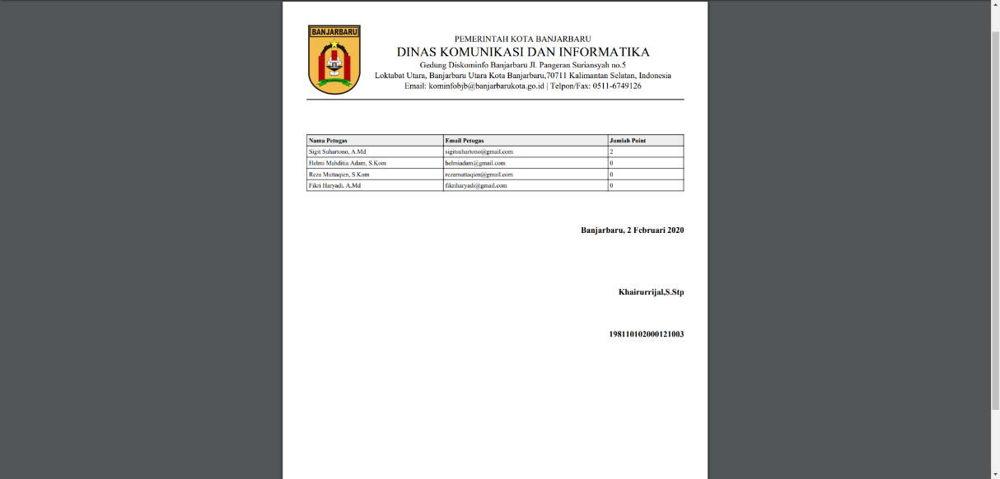 BANJARBARU
PEMERINTAH KOTA BANJARBARU
DINAS KOMUNIKASI DAN INFORMATIKA
Gedung Diskominfo Banjarbaru Jl. Pangeran Suriansyah no.5
Loktabat Utara, Banjarbaru Utara Kota Banjarbaru,70711 Kalimantan Selatan, Indonesia
Email: kominfobjb@banjarbarukota.go.id | Telpon/Fax: 0511-6749126
Nama Petugas Email Petugas Jumlah Point
Sigit Suhartono, A.Md sigitsuhartono@gmail.com 2
Helmi Mahditia Adam, S.Kom helmiadam@gmail.com 0
Reza Muttaqien, S.Kom rezamuttaqien@gmail.com 0
Fikri Haryadi, A.Md fikriharyadi@gmail.com 0
Banjarbaru, 2 Februari 2020
Khairurrijal,S.Stp
198110102000121003